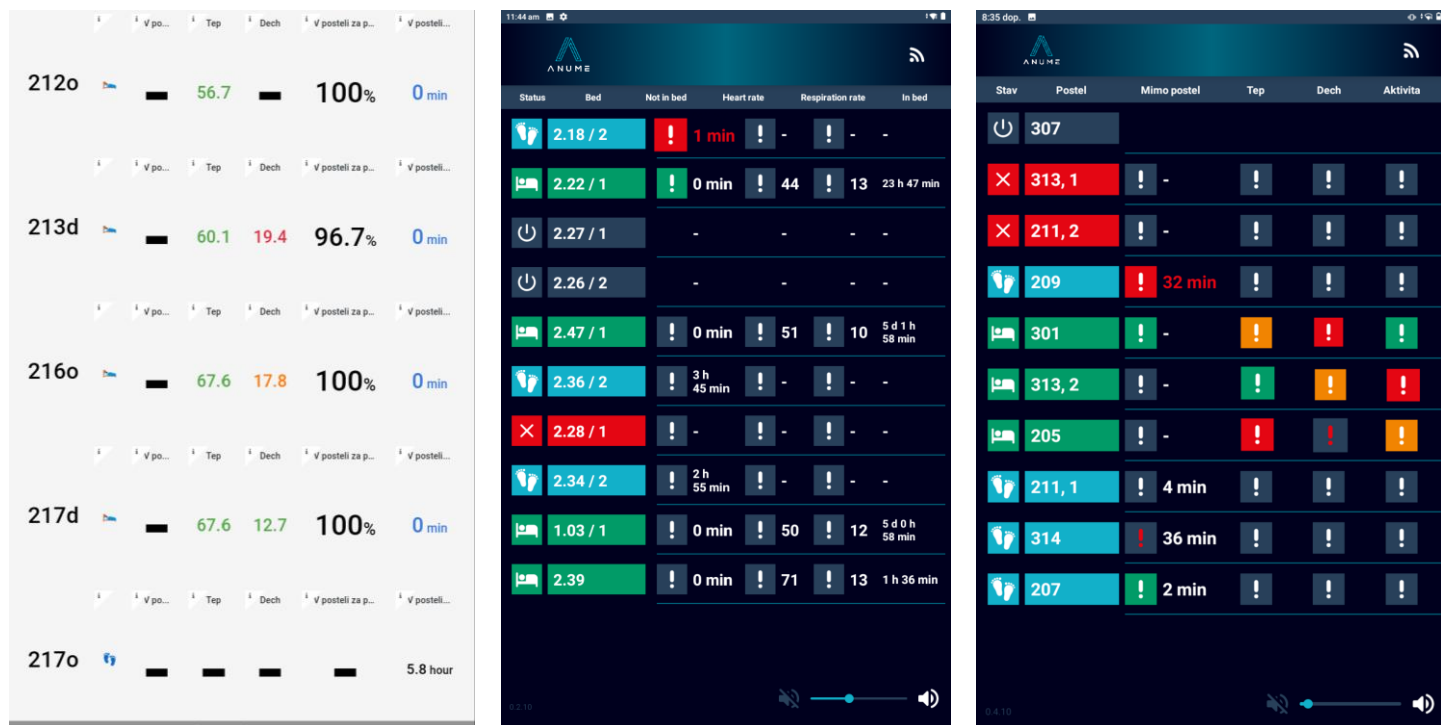 V po... Tep Dech V posteli za p... V posteli...
212o 56.7 100% 0 min
V po... Tep Dech V posteli za p... V posteli...
213d 60.1 19.4 96.7% 0 min
V po... Tep Dech V posteli za p... V posteli...
216o 67.6 17.8 100% 0 min
V po... Tep Dech V posteli za p... V posteli...
217d 67.6 12.7 100% 0 min
V po... Tep Dech V posteli za p... V posteli...
217o 5.8 hour
11:44 am
ANUME
Status Bed Not in bed Heart rate Respiration rate In bed
2.18 / 2 ! 1 min ! - ! - -
2.22 / 1 ! 0 min ! 44 ! 13 23 h 47 min
2.27 / 1 - - - -
2.26 / 2 - - - -
2.47 / 1 ! 0 min ! 51 ! 10 5 d 1 h
58 min
2.36 / 2 ! 3 h
45 min ! - ! - -
2.28 / 1 ! - ! - ! - -
2.34 / 2 ! 2 h
55 min ! - ! - -
1.03 / 1 ! 0 min ! 50 ! 12 5 d 0 h
58 min
2.39 ! 0 min ! 71 ! 13 1 h 36 min
0.2.10
8:35 dop.
ANUME
Stav Postel Mimo postel Tep Dech Aktivita
307
313, 1 ! - ! ! !
211, 2 ! - ! ! !
209 ! 32 min ! ! !
301 ! - ! ! !
313, 2 ! - ! ! !
205 ! - ! ! !
211, 1 ! 4 min ! ! !
314 ! 36 min ! ! !
207 ! 2 min ! ! !
0.4.10